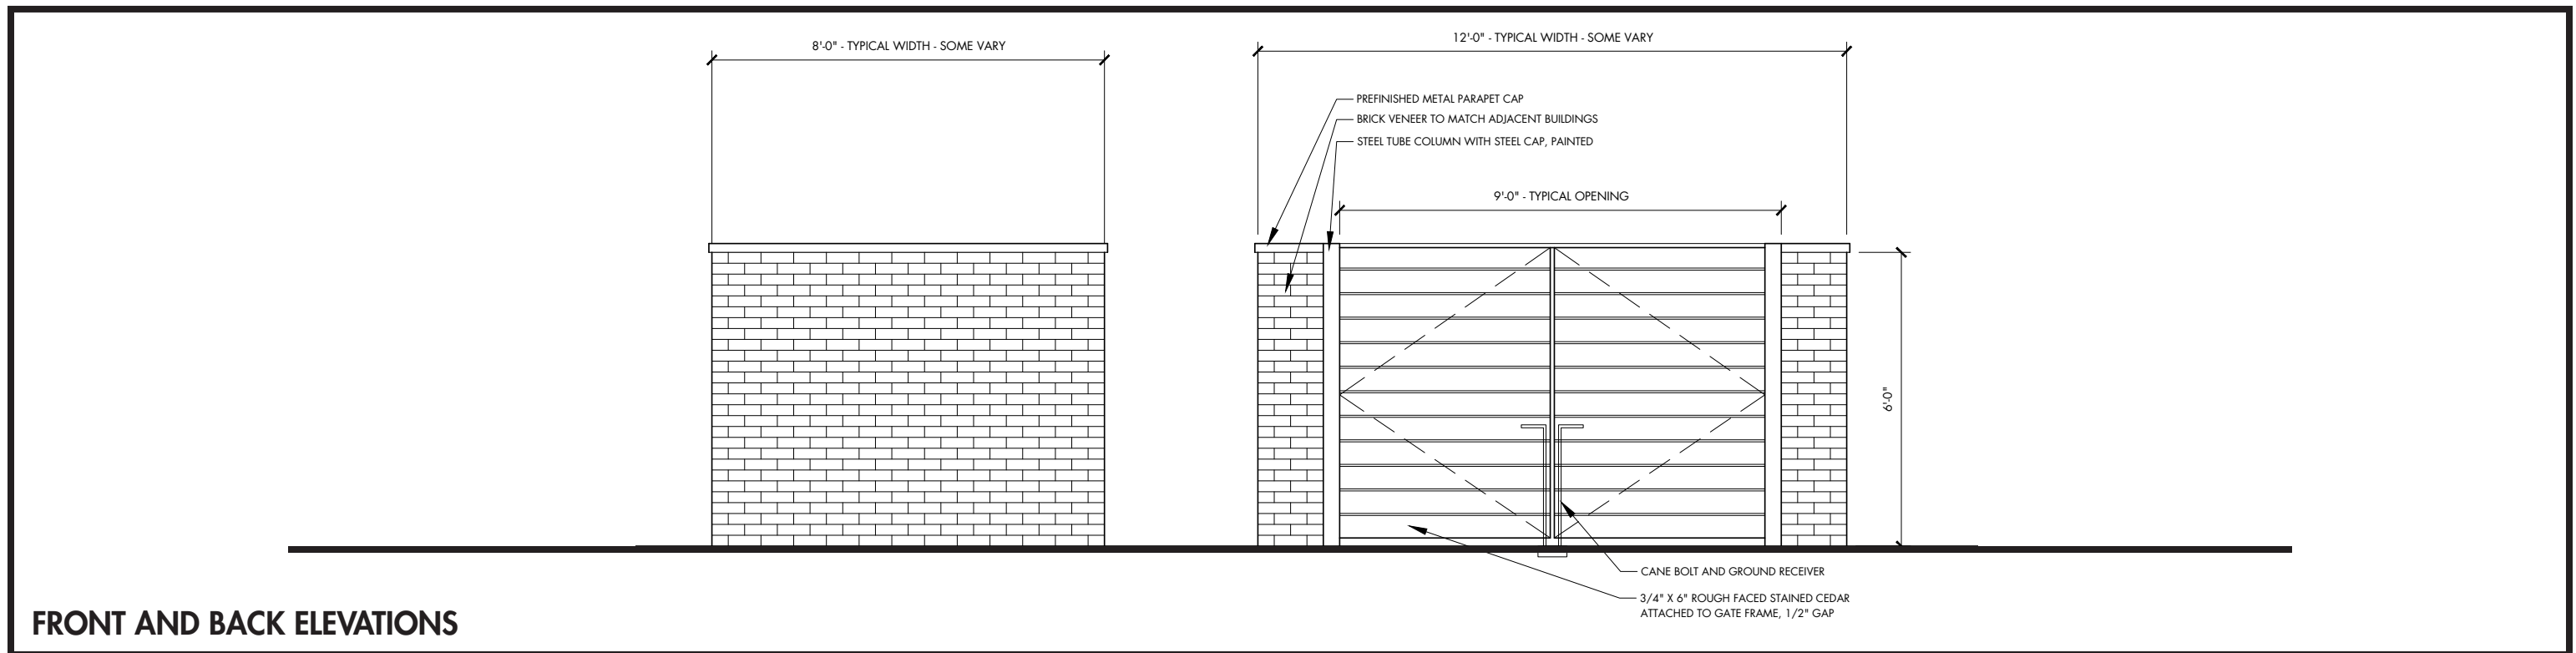 8'-0" - TYPICAL WIDTH - SOME VARY
12'-0" - TYPICAL WIDTH - SOME VARY
PREFINISHED METAL PARAPET CAP
BRICK VENEER TO MATCH ADJACENT BUILDINGS
STEEL TUBE COLUMN WITH STEEL CAP, PAINTED
9'-0" - TYPICAL OPENING
6'-0"
CANE BOLT AND GROUND RECEIVER
3/4" X 6" ROUGH FACED STAINED CEDAR
ATTACHED TO GATE FRAME, 1/2" GAP
FRONT AND BACK ELEVATIONS